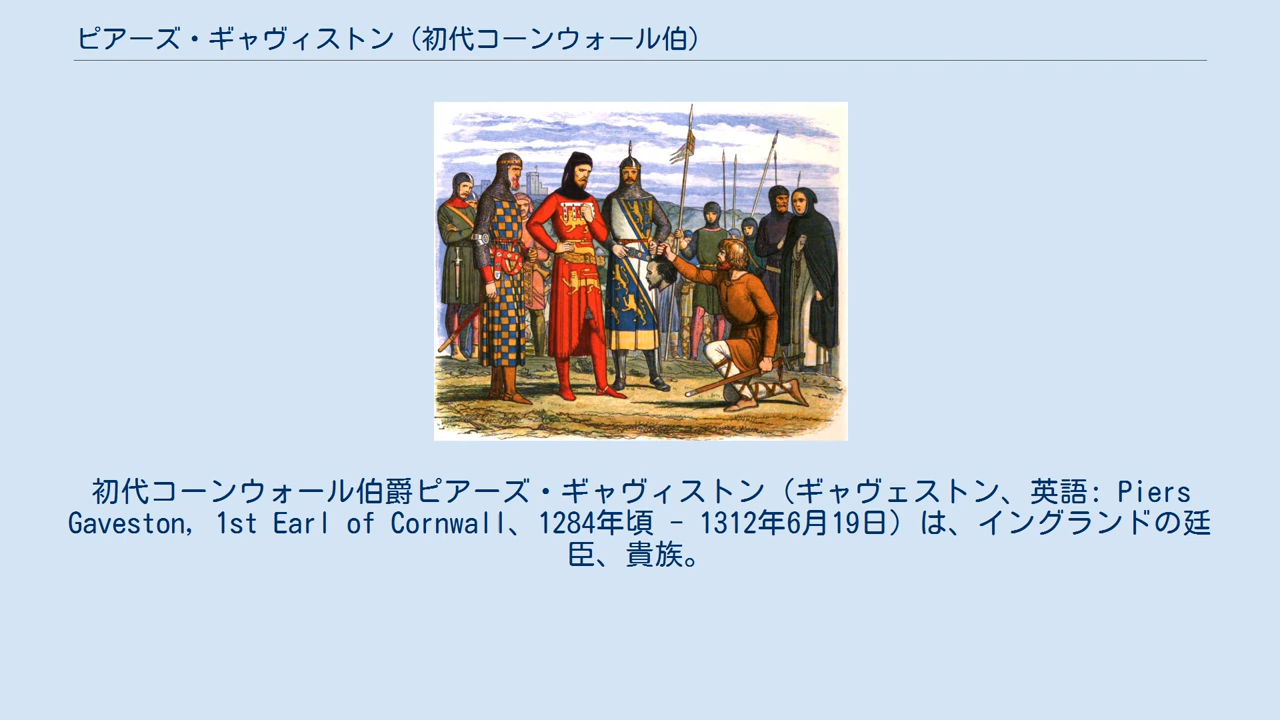 ピアーズ・ギャヴィストン（初代コーンウォール伯）
初代コーンウォール伯爵ピアーズ・ギャヴィストン（ギャヴェストン、英語: Piers
Gaveston, 1st Earl of Cornwall、1284年頃 - 1312年6月19日）は、イングランドの廷
臣、貴族。